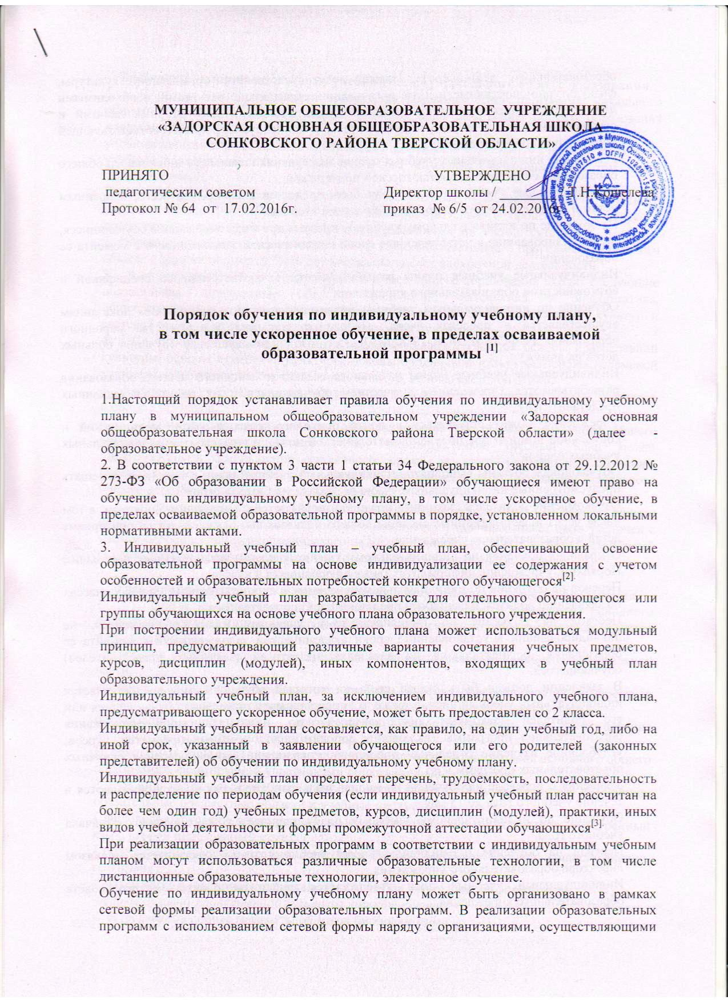 МУНИЦИПАЛЬНОЕ ОБЩЕОБРАЗОВАТЕЛЬНОЕ УЧРЕЖДЕНИЕ
«ЗАДОРСКАЯ ОСНОВНАЯ ОБЩЕОБРАЗОВАТЕЛЬНАЯ ШКОЛА
СОНКОВСКОГО РАЙОНА ТВЕРСКОЙ ОБЛАСТИ»
ПРИНЯТО УТВЕРЖДЕНО
педагогическим советом Директор школы / / Т.Н.Кошелева
Протокол № 64 от 17.02.2016г. приказ № 6/5 от 24.02.2016г
Порядок обучения по индивидуальному учебному плану,
в том числе ускоренное обучение, в пределах осваиваемой
образовательной программы [1]
1.Настоящий порядок устанавливает правила обучения по индивидуальному учебному
плану в муниципальном общеобразовательном учреждении «Задорская основная
общеобразовательная школа Сонковского района Тверской области» (далее -
образовательное учреждение).
2. В соответствии с пунктом 3 части 1 статьи 34 Федерального закона от 29.12.2012 №
273-ФЗ «Об образовании в Российской Федерации» обучающиеся имеют право на
обучение по индивидуальному учебному плану, в том числе ускоренное обучение, в
пределах осваиваемой образовательной программы в порядке, установленном локальными
нормативными актами.
3. Индивидуальный учебный план – учебный план, обеспечивающий освоение
образовательной программы на основе индивидуализации ее содержания с учетом
особенностей и образовательных потребностей конкретного обучающегося[2].
Индивидуальный учебный план разрабатывается для отдельного обучающегося или
группы обучающихся на основе учебного плана образовательного учреждения.
При построении индивидуального учебного плана может использоваться модульный
принцип, предусматривающий различные варианты сочетания учебных предметов,
курсов, дисциплин (модулей), иных компонентов, входящих в учебный план
образовательного учреждения.
Индивидуальный учебный план, за исключением индивидуального учебного плана,
предусматривающего ускоренное обучение, может быть предоставлен со 2 класса.
Индивидуальный учебный план составляется, как правило, на один учебный год, либо на
иной срок, указанный в заявлении обучающегося или его родителей (законных
представителей) об обучении по индивидуальному учебному плану.
Индивидуальный учебный план определяет перечень, трудоемкость, последовательность
и распределение по периодам обучения (если индивидуальный учебный план рассчитан на
более чем один год) учебных предметов, курсов, дисциплин (модулей), практики, иных
видов учебной деятельности и формы промежуточной аттестации обучающихся[3].
При реализации образовательных программ в соответствии с индивидуальным учебным
планом могут использоваться различные образовательные технологии, в том числе
дистанционные образовательные технологии, электронное обучение.
Обучение по индивидуальному учебному плану может быть организовано в рамках
сетевой формы реализации образовательных программ. В реализации образовательных
программ с использованием сетевой формы наряду с организациями, осуществляющими